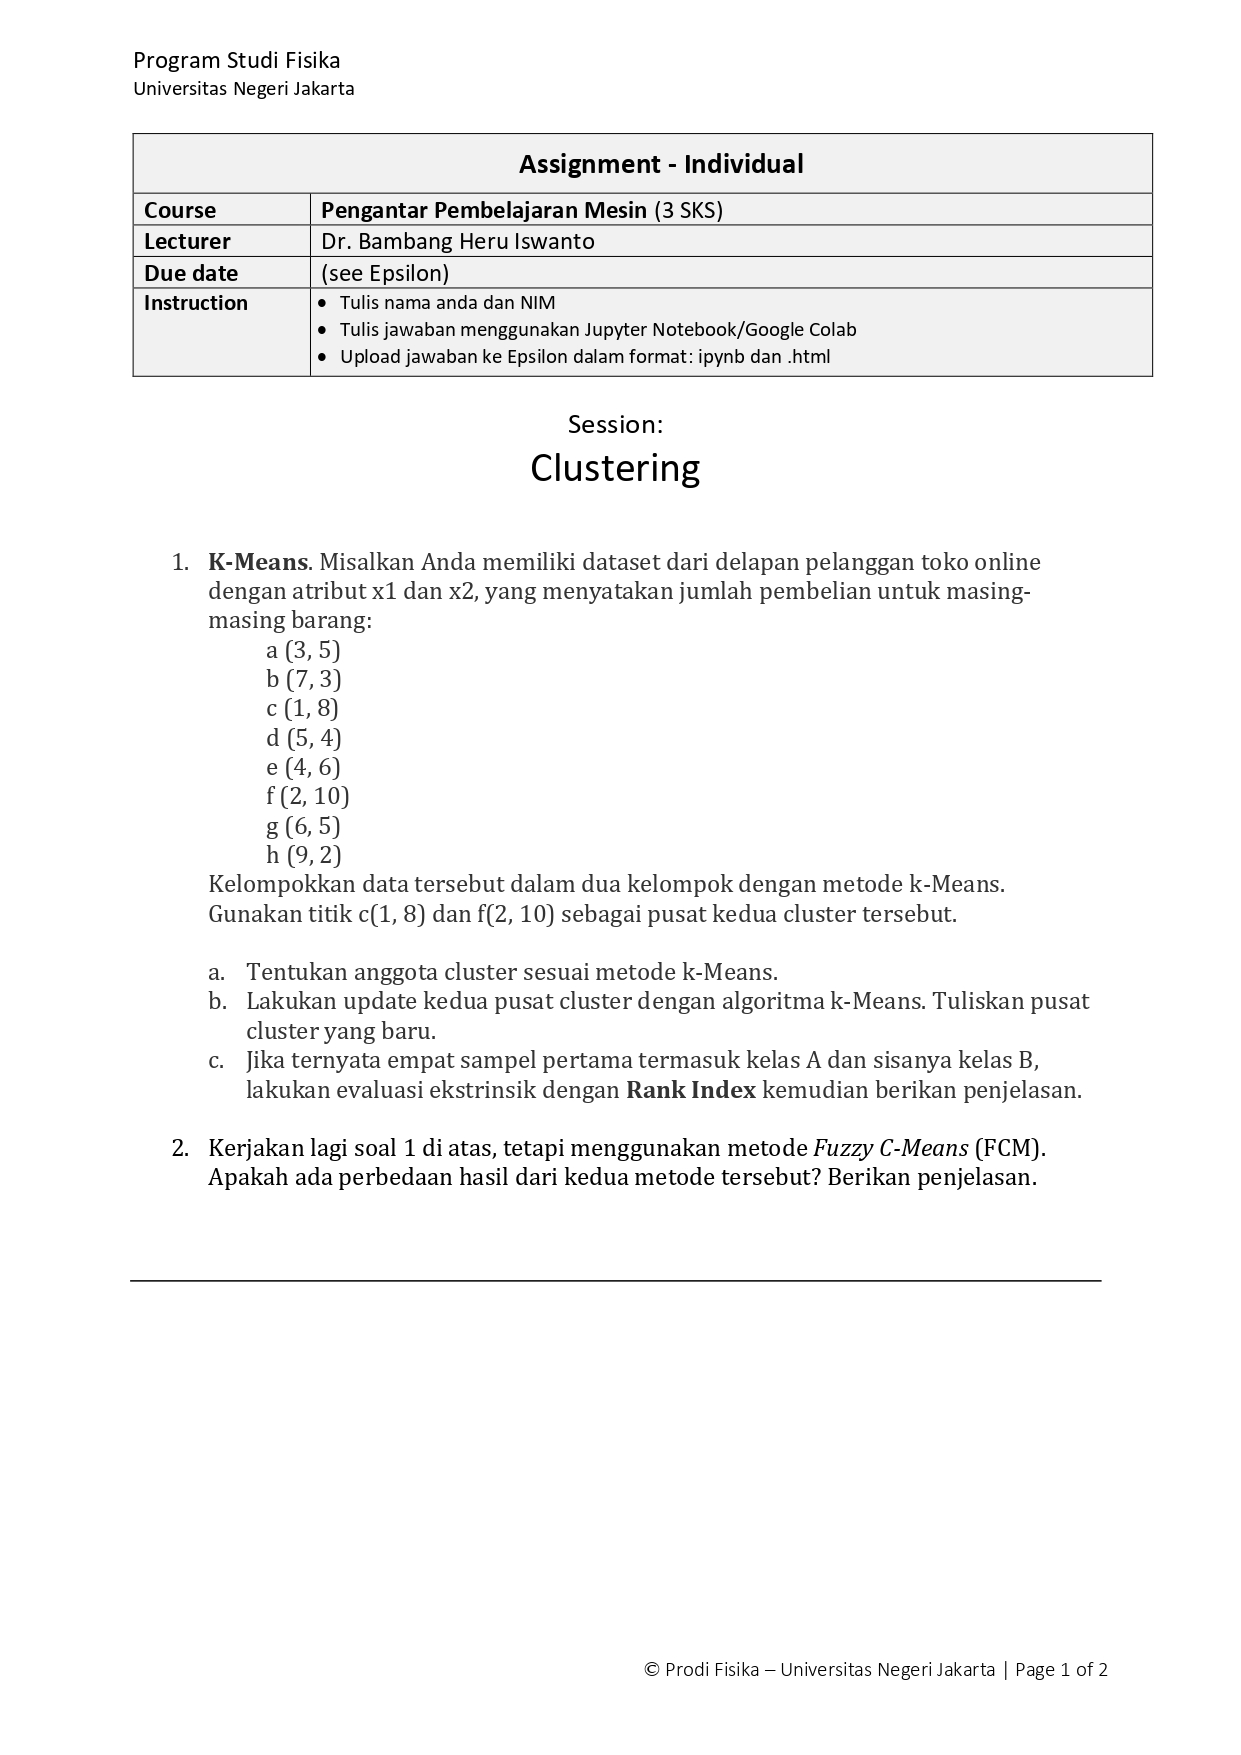 Program Studi Fisika
Universitas Negeri Jakarta
Assignment - Individual
Course Pengantar Pembelajaran Mesin (3 SKS)
Lecturer Dr. Bambang Heru Iswanto
Due date (see Epsilon)
Instruction • Tulis nama anda dan NIM
• Tulis jawaban menggunakan Jupyter Notebook/Google Colab
• Upload jawaban ke Epsilon dalam format: ipynb dan .html
Session:
Clustering
1. K-Means. Misalkan Anda memiliki dataset dari delapan pelanggan toko online
dengan atribut x1 dan x2, yang menyatakan jumlah pembelian untuk masing-
masing barang:
a (3, 5)
b (7, 3)
c (1, 8)
d (5, 4)
e (4, 6)
f (2, 10)
g (6, 5)
h (9, 2)
Kelompokkan data tersebut dalam dua kelompok dengan metode k-Means.
Gunakan titik c(1, 8) dan f(2, 10) sebagai pusat kedua cluster tersebut.
a. Tentukan anggota cluster sesuai metode k-Means.
b. Lakukan update kedua pusat cluster dengan algoritma k-Means. Tuliskan pusat
cluster yang baru.
c. Jika ternyata empat sampel pertama termasuk kelas A dan sisanya kelas B,
lakukan evaluasi ekstrinsik dengan Rank Index kemudian berikan penjelasan.
2. Kerjakan lagi soal 1 di atas, tetapi menggunakan metode Fuzzy C-Means (FCM).
Apakah ada perbedaan hasil dari kedua metode tersebut? Berikan penjelasan.
© Prodi Fisika – Universitas Negeri Jakarta | Page 1 of 2